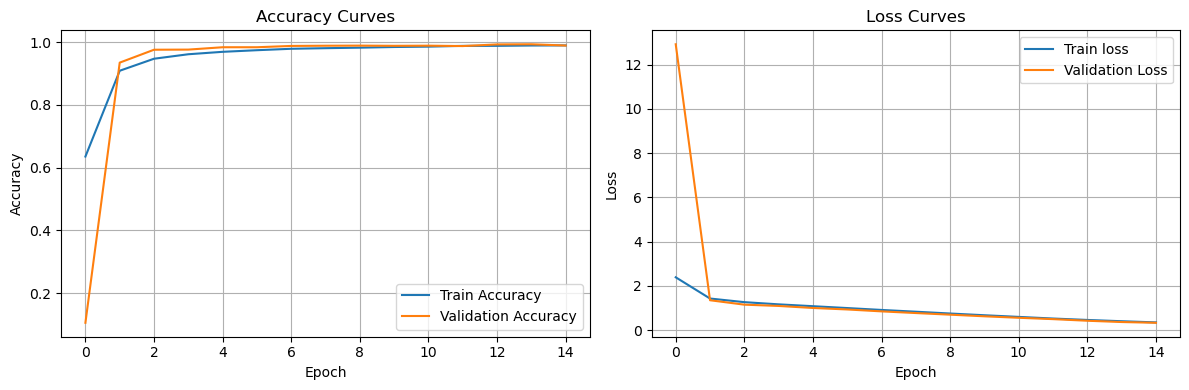 Accuracy Curves
1.0
0.8
0.6
0.4
0.2
Accuracy
0 2 4 6 8 10 12 14
Epoch
Train Accuracy
Validation Accuracy
Loss Curves
12
10
8
6
4
2
0
Loss
0 2 4 6 8 10 12 14
Epoch
Train loss
Validation Loss